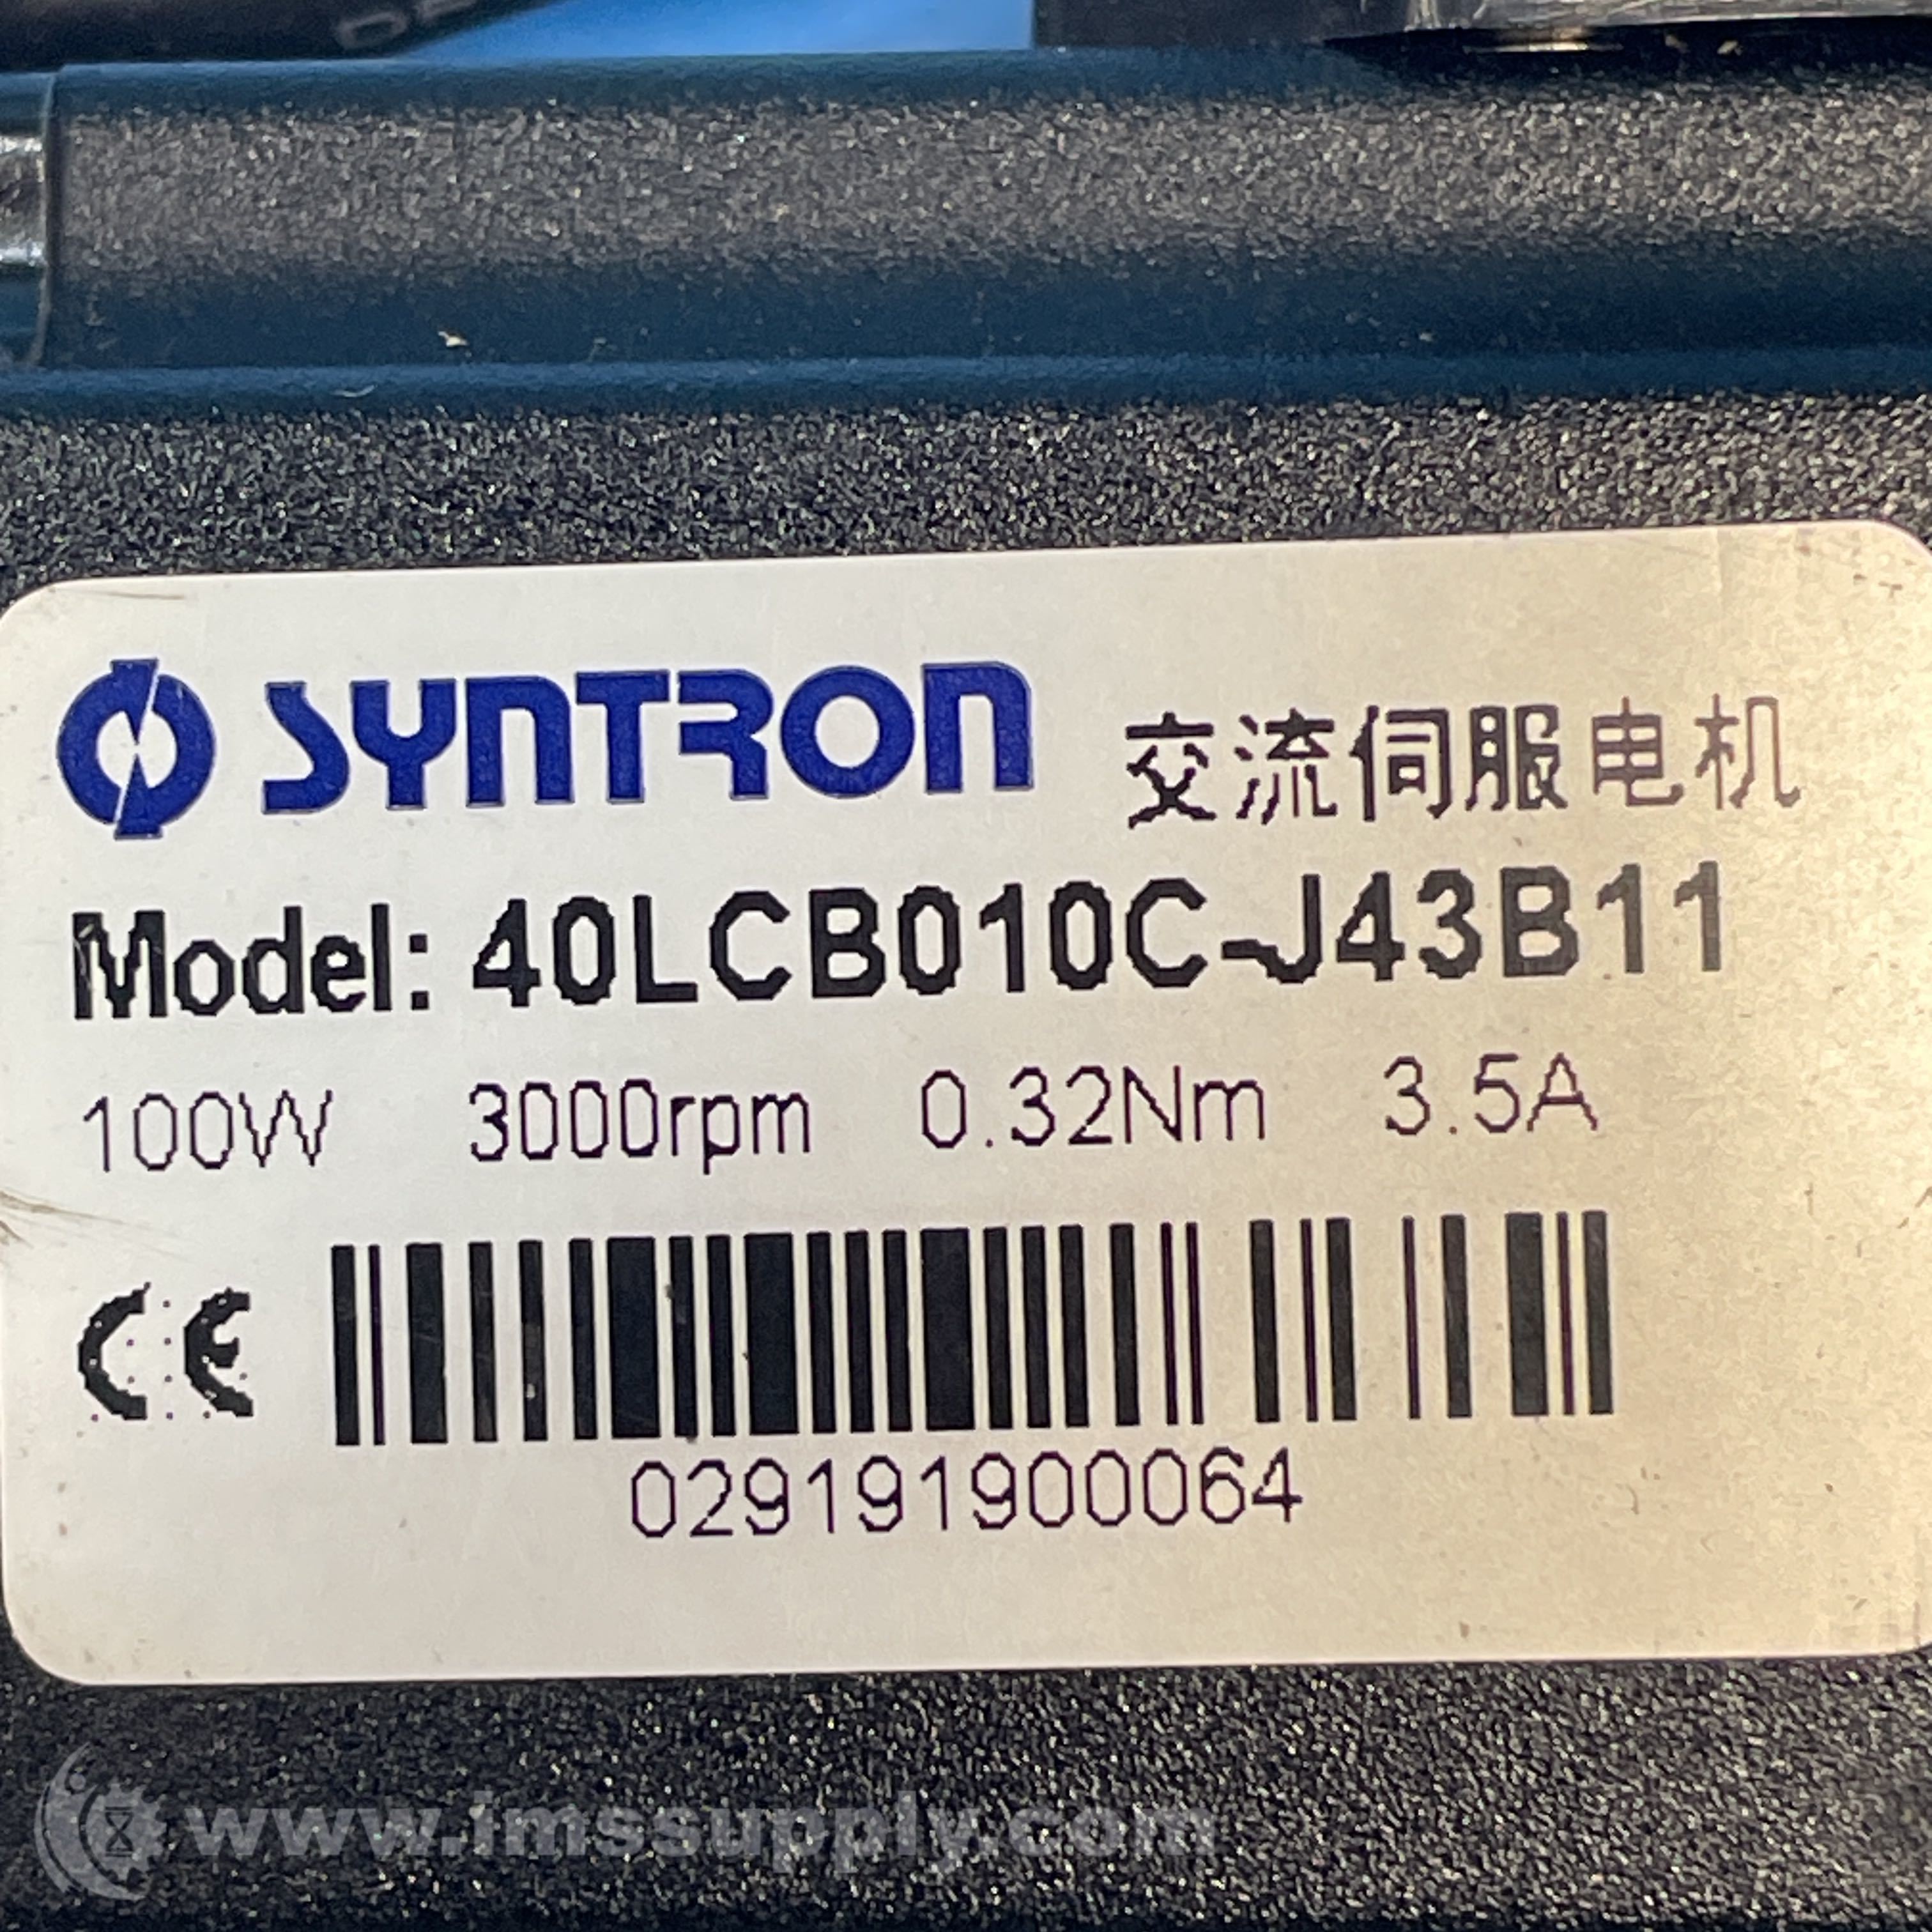 SYNTRON 交流伺服电机
Model: 40LCB010C-J43B11
100W 3000rpm 0.32Nm 3.5A
CE
029191900064
www.imssupply.com